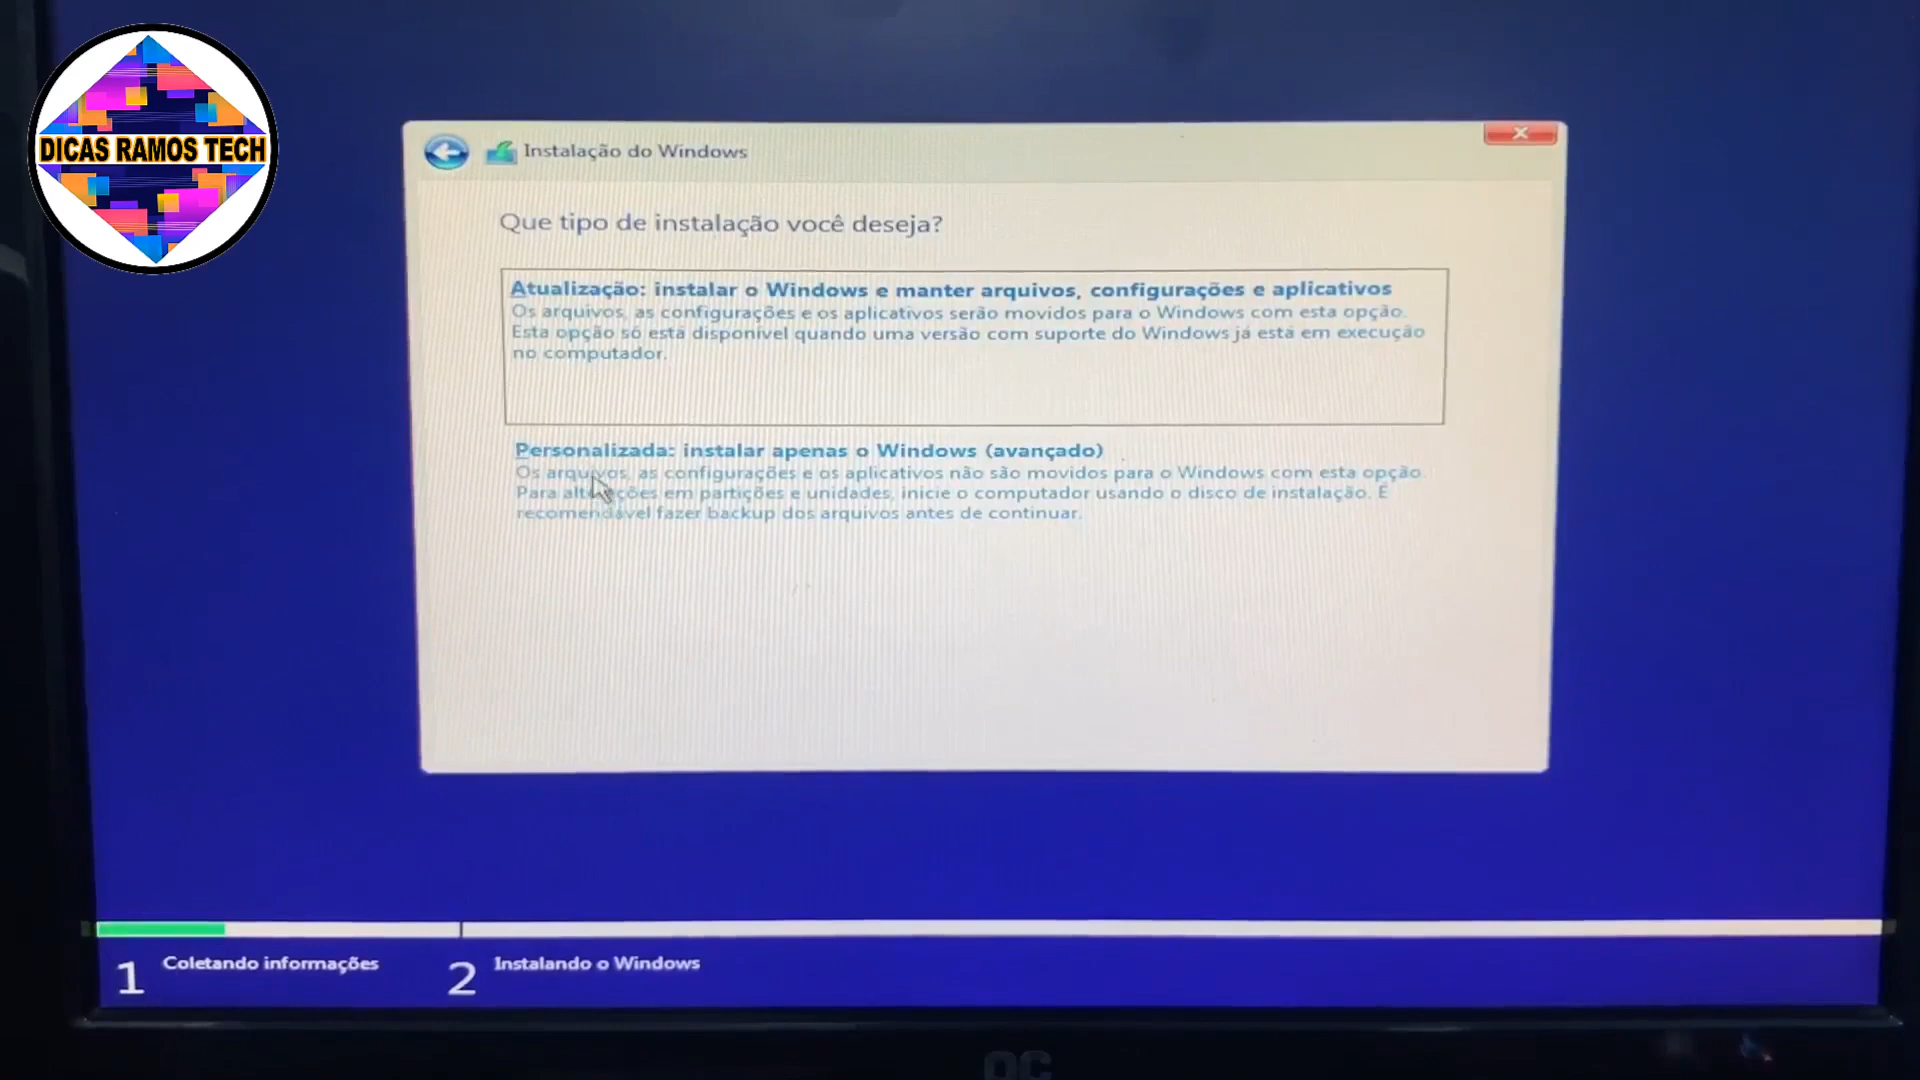 DICAS RAMOS TECH
Instalação do Windows
Que tipo de instalação você deseja?
Atualização: instalar o Windows e manter arquivos, configurações e aplicativos
Os arquivos, as configurações e os aplicativos serão movidos para o Windows com esta opção.
Esta opção só está disponível quando uma versão com suporte do Windows já está em execução
no computador.
Personalizada: instalar apenas o Windows (avançado)
Os arquivos, as configurações e os aplicativos não são movidos para o Windows com esta opção.
Para alterações em partições e unidades, inicie o computador usando o disco de instalação. É
recomendável fazer backup dos arquivos antes de continuar.
1 Coletando informações
2 Instalando o Windows